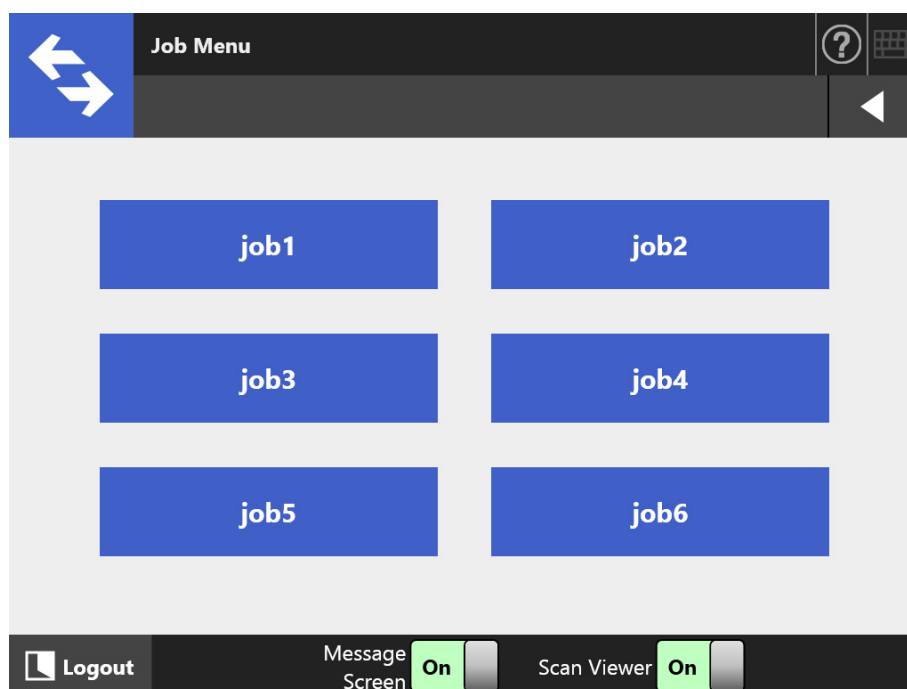 Job Menu
?
job1
job2
job3
job4
job5
job6
Logout
Message
Screen
On
Scan Viewer
On